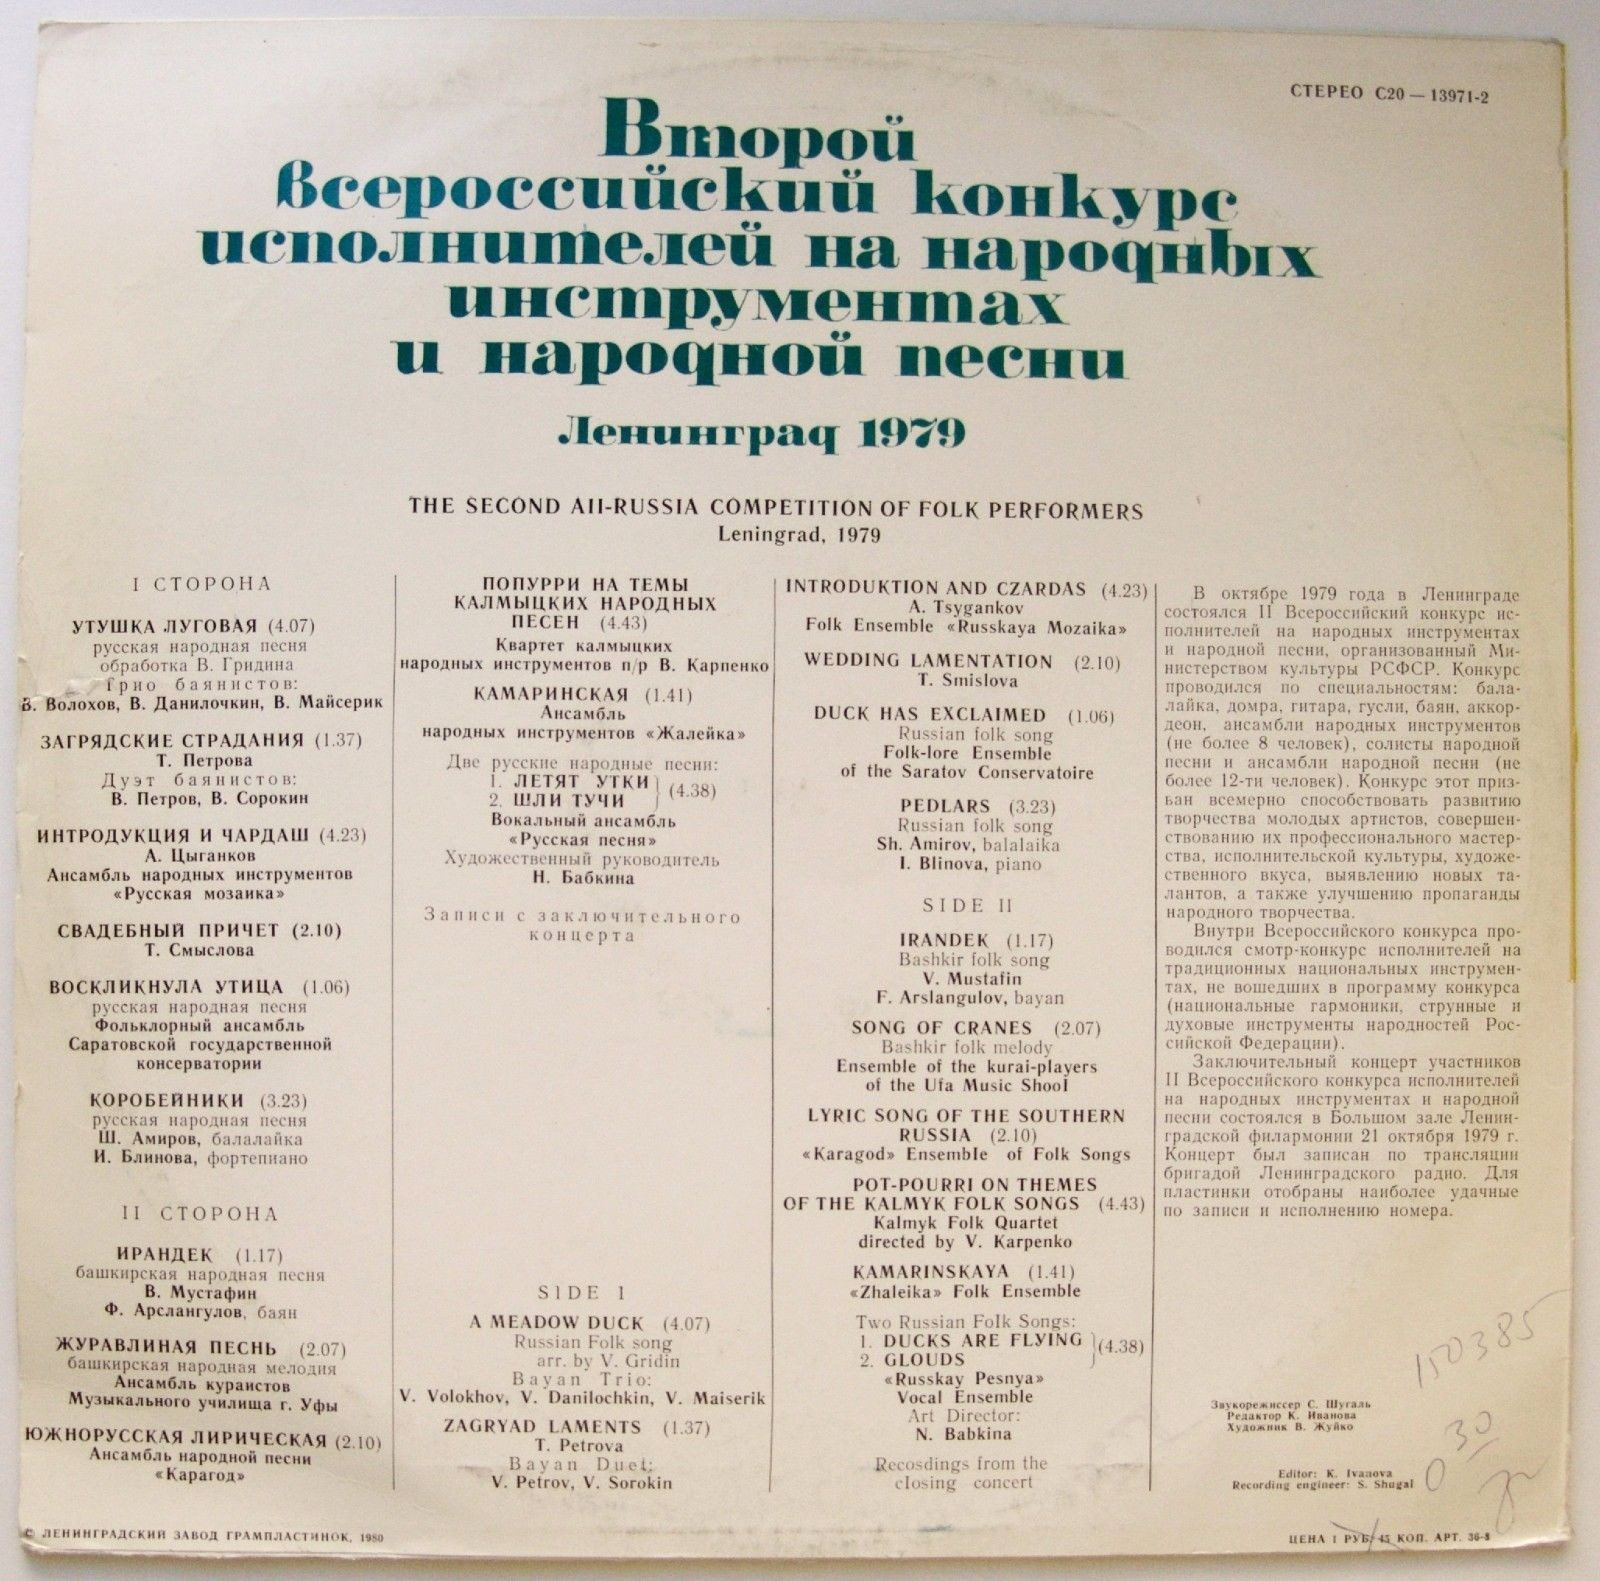 СТЕРЕО С20—13971-2
Второй
всероссийский конкурс
исполнителей на народных
инструментах
и народной песни
Ленинград 1979
THE SECOND AII-RUSSIA COMPETITION OF FOLK PERFORMERS
Leningrad, 1979
I СТОРОНА
УТУШКА ЛУГОВАЯ (4.07)
русская народная песня
обработка В. Гридина
Трио баянистов:
В. Волохов, В. Данилочкин, В. Майсерик
ЗАГРЯДСКИЕ СТРАДАНИЯ (1.37)
Т. Петрова
Дуэт баянистов:
В. Петров, В. Сорокин
ИНТРОДУКЦИЯ И ЧАРДАШ (4.23)
А. Цыганков
Ансамбль народных инструментов
«Русская мозаика»
СВАДЕБНЫЙ ПРИЧЕТ (2.10)
Т. Смыслова
ВОСКЛИКНУЛА УТИЦА (1.06)
русская народная песня
Фольклорный ансамбль
Саратовской государственной
консерватории
КОРОБЕЙНИКИ (3.23)
русская народная песня
Ш. Амиров, балалайка
И. Блинова, фортепиано
II СТОРОНА
ИРАНДЕК (1.17)
башкирская народная песня
В. Мустафин
Ф. Арслангулов, баян
ЖУРАВЛИНАЯ ПЕСНЬ (2.07)
башкирская народная мелодия
Ансамбль кураистов
Музыкального училища г. Уфы
ЮЖНОРУССКАЯ ЛИРИЧЕСКАЯ (2.10)
Ансамбль народной песни
«Карагод»
ПОПУРРИ НА ТЕМЫ
КАЛМЫЦКИХ НАРОДНЫХ
ПЕСЕН (4.43)
Квартет калмыцких
народных инструментов п/р В. Карпенко
КАМАРИНСКАЯ (1.41)
Ансамбль
народных инструментов «Жалейка»
Две русские народные песни:
1. ЛЕТЯТ УТКИ
2. ШЛИ ТУЧИ (4.38)
Вокальный ансамбль
«Русская песня»
Художественный руководитель
Н. Бабкина
Записи с заключительного
концерта
SIDE I
A MEADOW DUCK (4.07)
Russian Folk song
arr. by V. Gridin
Bayan Trio:
V. Volokhov, V. Danilochkin, V. Maiserik
ZAGRYAD LAMENTS (1.37)
T. Petrova
Bayan Duet:
V. Petrov, V. Sorokin
INTRODUKTION AND CZARDAS (4.23)
A. Tsygankov
Folk Ensemble «Russkaya Mozaika»
WEDDING LAMENTATION (2.10)
T. Smislova
DUCK HAS EXCLAIMED (1.06)
Russian folk song
Folk-lore Ensemble
of the Saratov Conservatoire
PEDLARS (3.23)
Russian folk song
Sh. Amirov, balalaika
I. Blinova, piano
SIDE II
IRANDEK (1.17)
Bashkir folk song
V. Mustafin
F. Arslangulov, bayan
SONG OF CRANES (2.07)
Bashkir folk melody
Ensemble of the kurai-players
of the Ufa Music Shool
LYRIC SONG OF THE SOUTHERN
RUSSIA (2.10)
«Karagod» Ensemble of Folk Songs
POT-POURRI ON THEMES
OF THE KALMYK FOLK SONGS (4.43)
Kalmyk Folk Quartet
directed by V. Karpenko
KAMARINSKAYA (1.41)
«Zhaleika» Folk Ensemble
Two Russian Folk Songs:
1. DUCKS ARE FLYING
2. GLOUDS (4.38)
«Russkay Pesnya»
Vocal Ensemble
Art Director:
N. Babkina
Recosdings from the
closing concert
В октябре 1979 года в Ленинграде
состоялся II Всероссийский конкурс ис-
полнителей на народных инструментах
и народной песни, организованный Ми-
нистерством культуры РСФСР. Конкурс
проводился по специальностям: бала-
лайка, домра, гитара, гусли, баян, аккор-
деон, ансамбли народных инструментов
(не более 8 человек), солисты народной
песни и ансамбли народной песни (не
более 12-ти человек). Конкурс этот приз-
ван всемерно способствовать развитию
творчества молодых артистов, совершен-
ствованию их профессионального мастер-
ства, исполнительской культуры, художе-
ственного вкуса, выявлению новых та-
лантов, а также улучшению пропаганды
народного творчества.
Внутри Всероссийского конкурса про-
водился смотр-конкурс исполнителей на
традиционных национальных инструмен-
тах, не вошедших в программу конкурса
(национальные гармоники, струнные и
духовые инструменты народностей Рос-
сийской Федерации).
Заключительный концерт участников
II Всероссийского конкурса исполнителей
на народных инструментах и народной
песни состоялся в Большом зале Ленин-
градской филармонии 21 октября 1979 г.
Концерт был записан по трансляции
бригадой Ленинградского радио. Для
пластинки отобраны наиболее удачные
по записи и исполнению номера.
150385
Звукорежиссер С. Шугаль
Редактор К. Иванова
Художник В. Жуйко
0 30
Editor: K. Ivanova
Recording engineer: S. Shugal
© ЛЕНИНГРАДСКИЙ ЗАВОД ГРАМПЛАСТИНОК, 1980
ЦЕНА 1 РУБ. 45 КОП. АРТ. 36-8